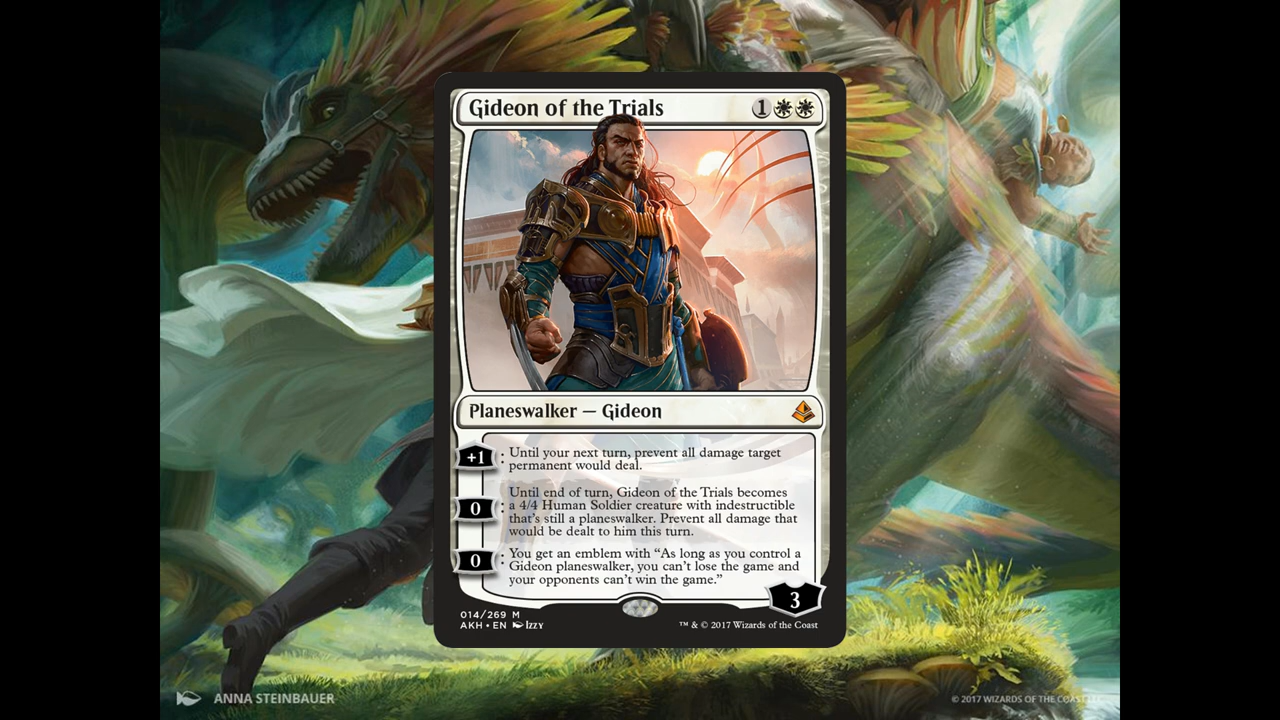 Gideon of the Trials 1
Planeswalker — Gideon
+1 : Until your next turn, prevent all damage target
permanent would deal.
0 : Until end of turn, Gideon of the Trials becomes
a 4/4 Human Soldier creature with indestructible
that's still a planeswalker. Prevent all damage that
would be dealt to him this turn.
0 : You get an emblem with “As long as you control a
Gideon planeswalker, you can't lose the game and
your opponents can't win the game.”
3
014/269 M
AKH • EN Izzy
™ & © 2017 Wizards of the Coast
ANNA STEINBAUER
© 2017 WIZARDS OF THE COAST LLC